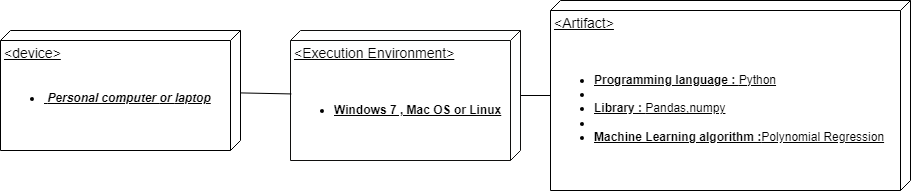 <device>
Personal computer or laptop
<Execution Environment>
Windows 7 , Mac OS or Linux
<Artifact>
Programming language : Python
Library : Pandas,numpy
Machine Learning algorithm :Polynomial Regression